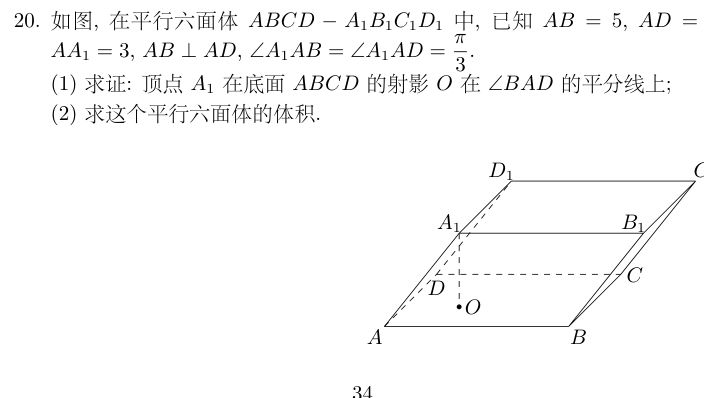 20. 如图, 在平行六面体 ABCD − A₁B₁C₁D₁ 中, 已知 AB = 5, AD =
AA₁ = 3, AB ⊥ AD, ∠A₁AB = ∠A₁AD = π/3.
(1) 求证: 顶点 A₁ 在底面 ABCD 的射影 O 在 ∠BAD 的平分线上;
(2) 求这个平行六面体的体积.
D₁
A₁ B₁
D C
O
A B
34